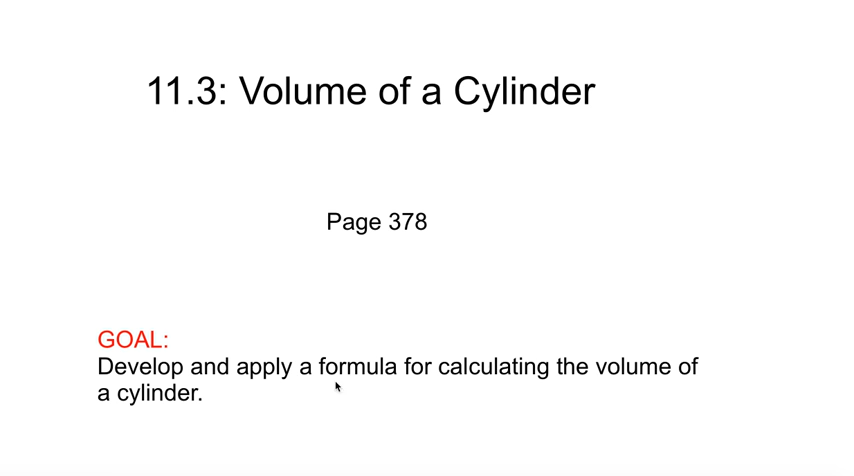 11.3: Volume of a Cylinder
Page 378
GOAL:
Develop and apply a formula for calculating the volume of
a cylinder.